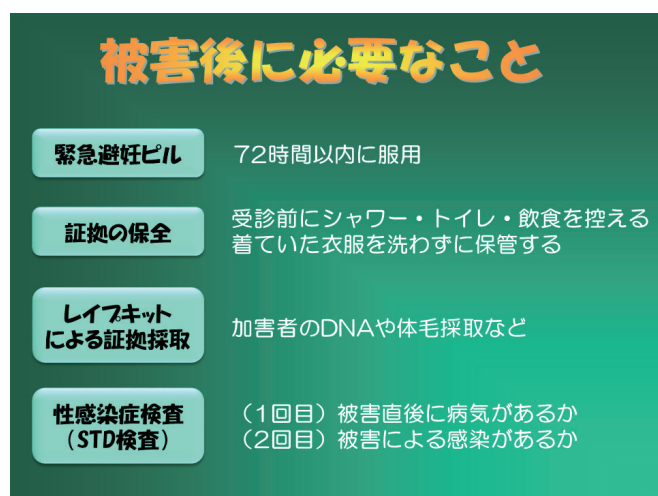 被害後に必要なこと
緊急避妊ピル
72時間以内に服用
証拠の保全
受診前にシャワー・トイレ・飲食を控える
着ていた衣服を洗わずに保管する
レイプキット
による証拠採取
加害者のDNAや体毛採取など
性感染症検査
（STD検査）
（1回目）被害直後に病気があるか
（2回目）被害による感染があるか